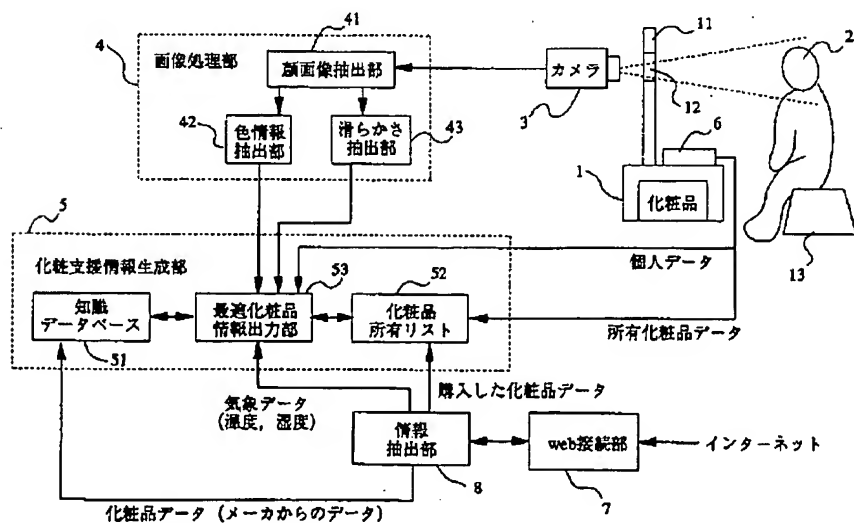 41
4
画像処理部
顔画像抽出部
カメラ
3
11
12
2
42
色情報
抽出部
滑らかさ
抽出部
43
6
1
化粧品
13
5
化粧支援情報生成部
個人データ
53
52
知識
データベース
51
最適化粧品
情報出力部
化粧品
所有リスト
所有化粧品データ
気象データ
(温度, 湿度)
購入した化粧品データ
情報
抽出部
8
web接続部
7
インターネット
化粧品データ (メーカからのデータ)